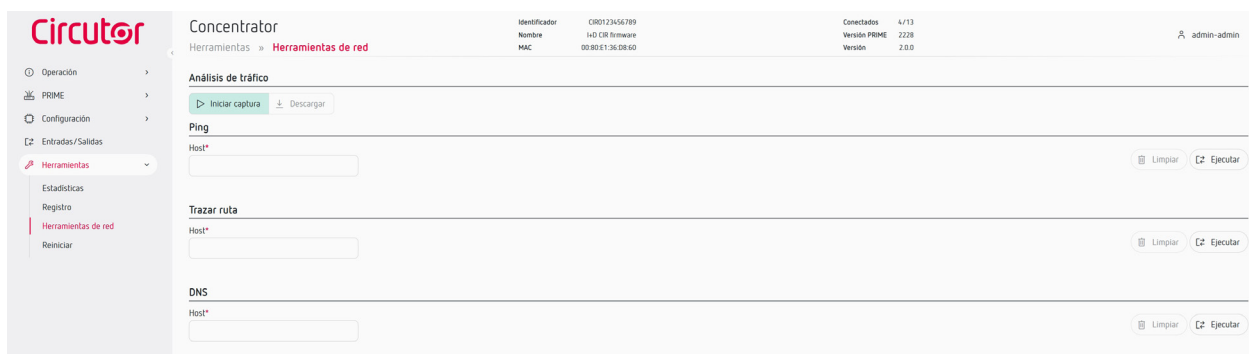 Circutor
Concentrator
Herramientas » Herramientas de red
Identificador CIR0123456789
Nombre I+D CIR firmware
MAC 00:80:E1:36:D8:60
Conectados 4/13
Versión PRIME 2228
Versión 2.0.0
admin-admin
Operación
PRIME
Configuración
Entradas/Salidas
Herramientas
Estadísticas
Registro
Herramientas de red
Reiniciar
Análisis de tráfico
Iniciar captura Descargar
Ping
Host*
Limpiar Ejecutar
Trazar ruta
Host*
Limpiar Ejecutar
DNS
Host*
Limpiar Ejecutar